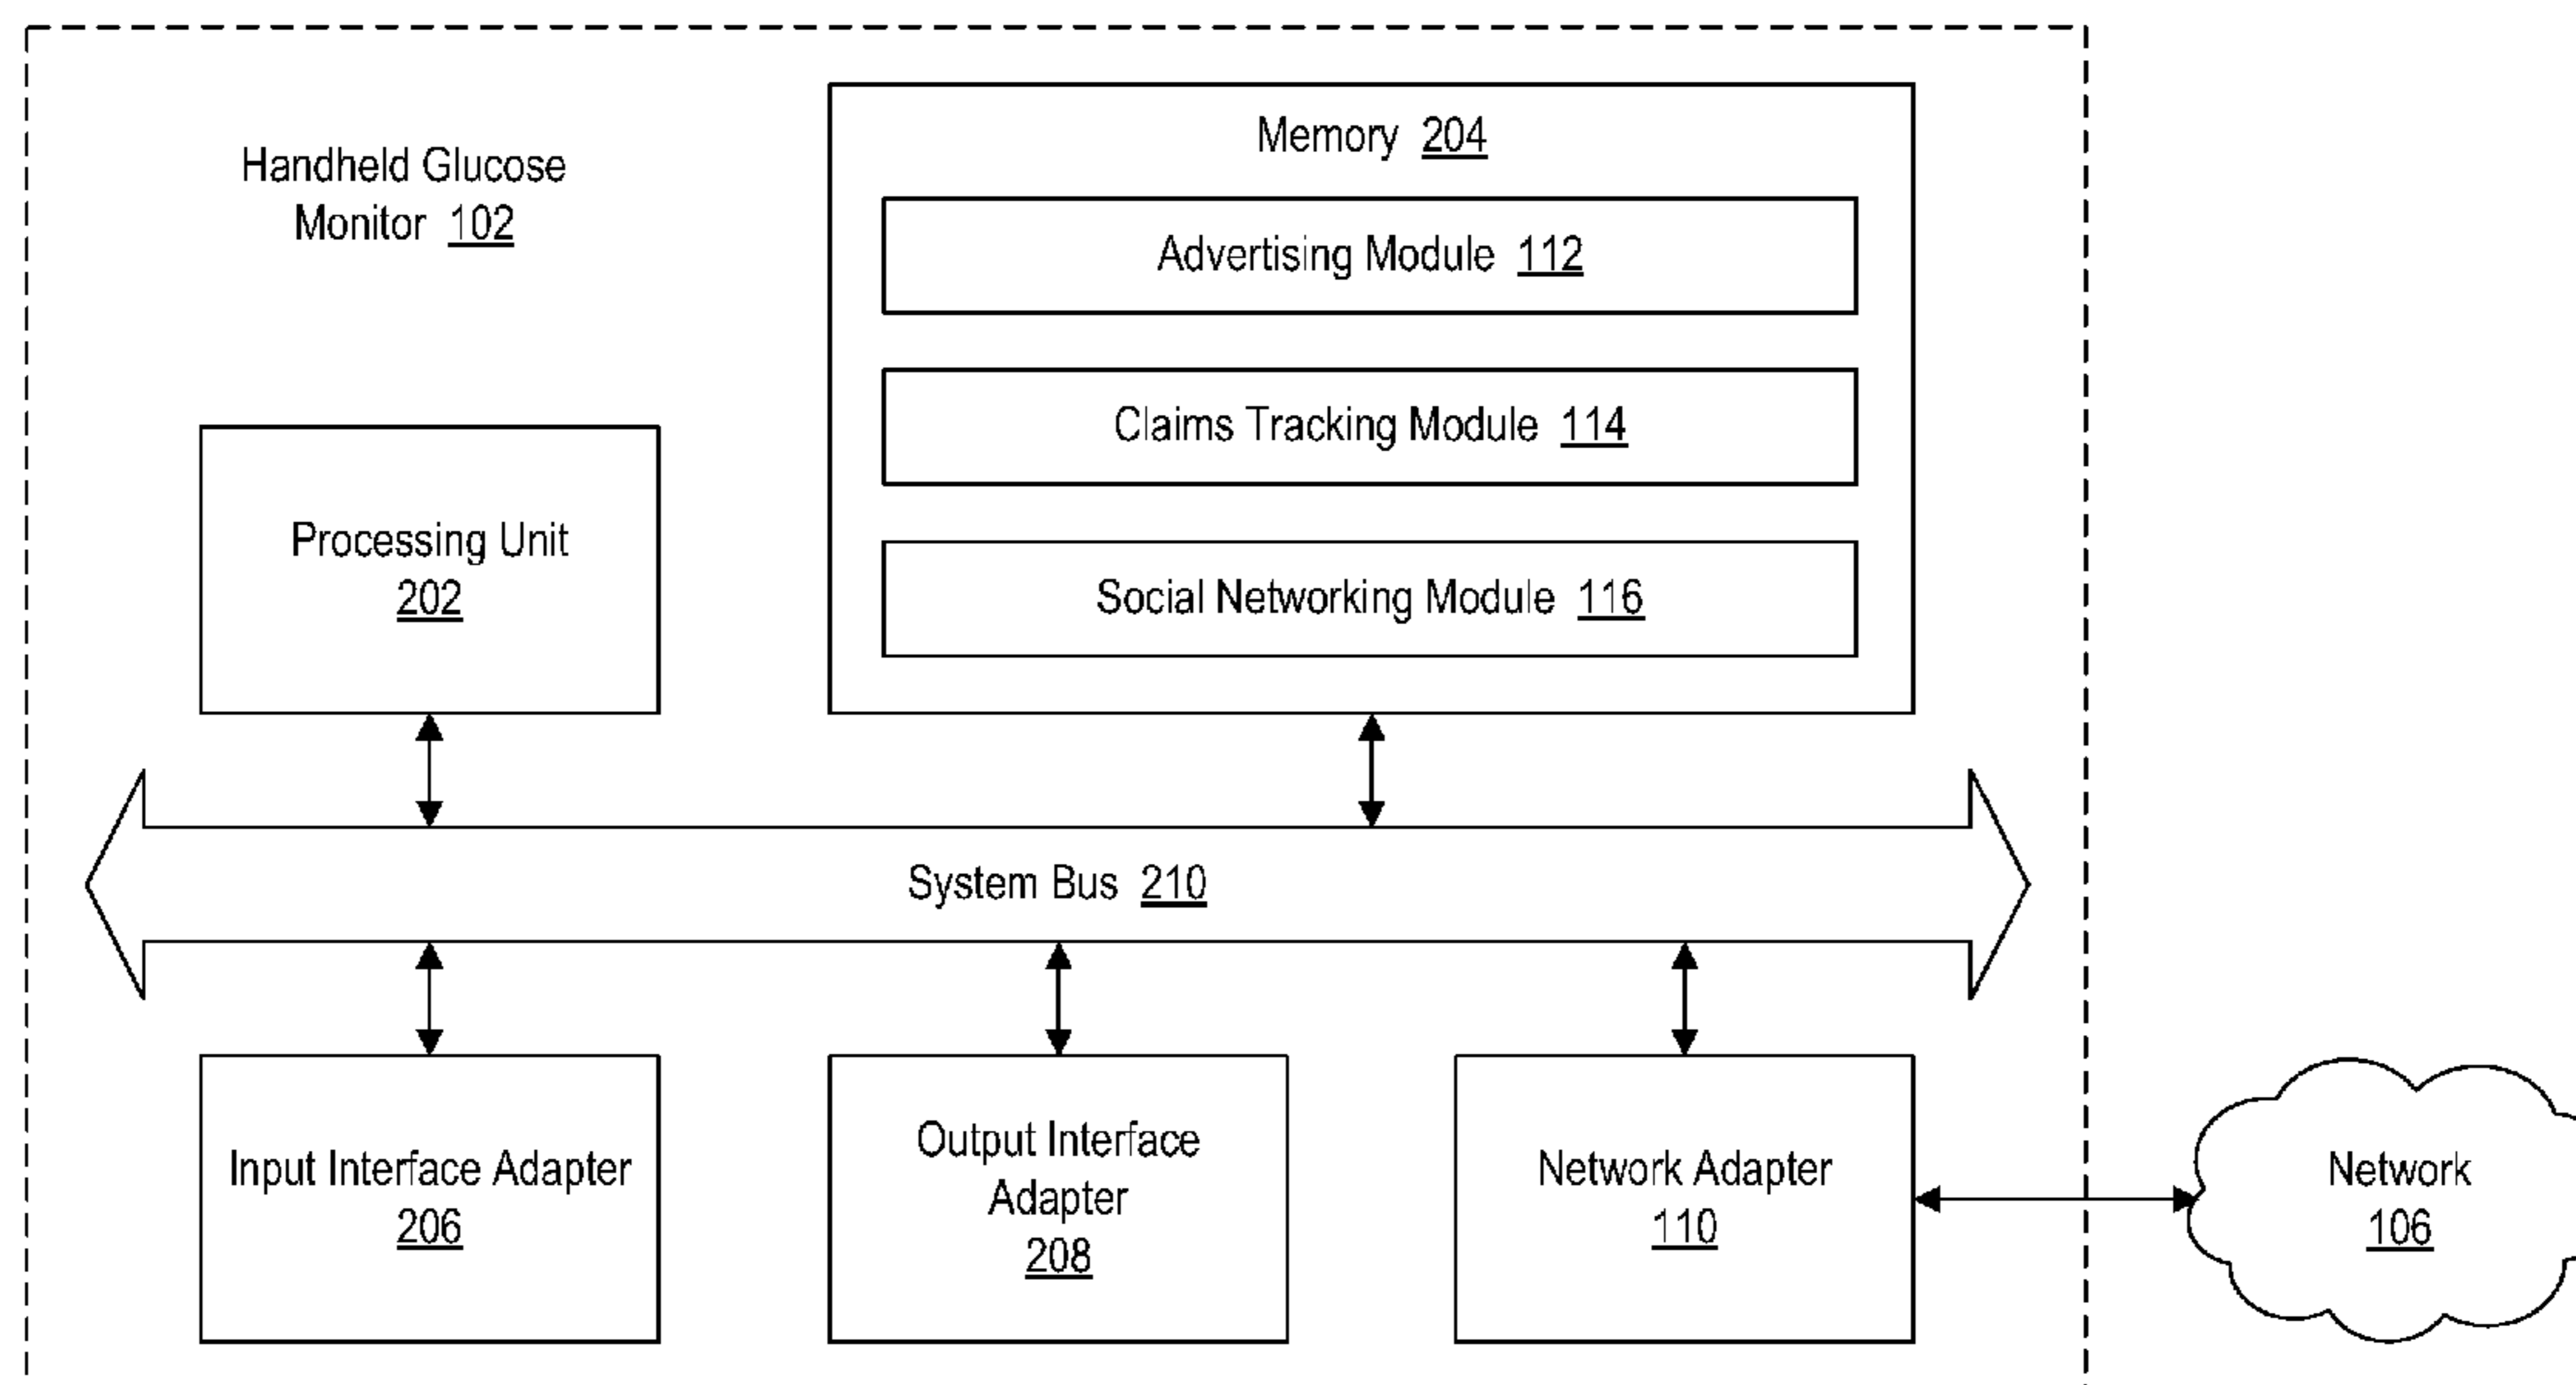 Handheld Glucose
Monitor 102
Memory 204
Advertising Module 112
Claims Tracking Module 114
Social Networking Module 116
Processing Unit
202
System Bus 210
Input Interface Adapter
206
Output Interface
Adapter
208
Network Adapter
110
Network
106